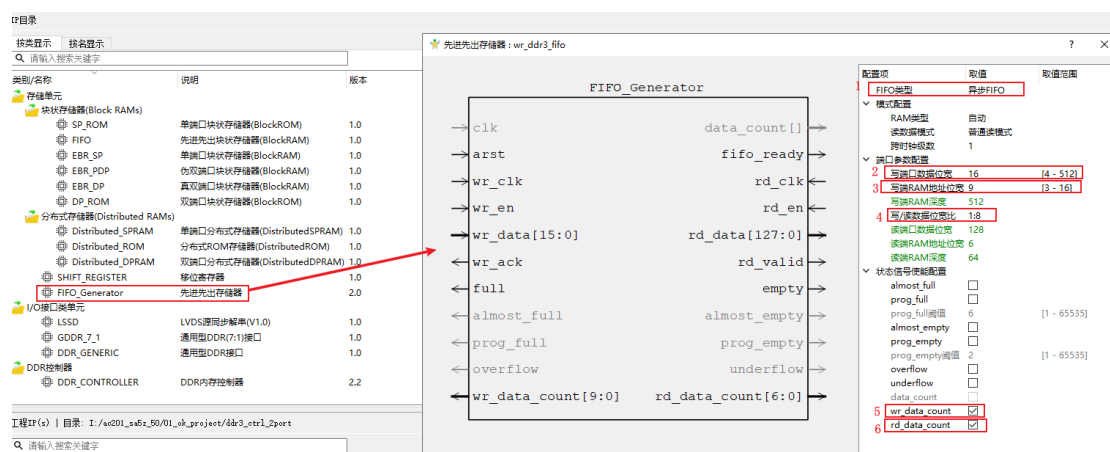 IP目录
按类显示 按名显示
请输入搜索关键字
类别/名称 说明 版本
存储单元
块状存储器(Block RAMs)
SP_ROM 单端口块状存储器(BlockROM) 1.0
FIFO 先进先出块状存储器(BlockRAM) 1.0
EBR_SP 单端口块状存储器(BlockRAM) 1.0
EBR_PDP 伪双端口块状存储器(BlockRAM) 1.0
EBR_DP 真双端口块状存储器(BlockRAM) 1.0
DP_ROM 双端口块状存储器(BlockROM) 1.0
分布式存储器(Distributed RAMs)
Distributed_SPRAM 单端口分布式存储器(DistributedSPRAM) 1.0
Distributed_ROM 分布式ROM存储器(DistributedROM) 1.0
Distributed_DPRAM 双端口分布式存储器(DistributedDPRAM) 1.0
SHIFT_REGISTER 移位寄存器 1.0
FIFO_Generator 先进先出存储器 2.0
I/O接口类单元
LSSD LVDS源同步解串(V1.0) 1.0
GDDR_7_1 通用型DDR(7:1)接口 1.0
DDR_GENERIC 通用型DDR接口 1.0
DDR控制器
DDR_CONTROLLER DDR内存控制器 2.2
工程IP(s) | 目录: I:/ac201_sa5z_50/01_ok_project/ddr3_ctrl_2port
请输入搜索关键字
先进先出存储器 : wr_ddr3_fifo ? ×
FIFO_Generator
clk data_count[]
arst fifo_ready
wr_clk rd_clk
wr_en rd_en
wr_data[15:0] rd_data[127:0]
wr_ack rd_valid
full empty
almost_full almost_empty
prog_full prog_empty
overflow underflow
wr_data_count[9:0] rd_data_count[6:0]
配置项 取值 取值范围
1 FIFO类型 异步FIFO
模式配置
RAM类型 自动
读数据模式 普通读模式
跨时钟级数 1
端口参数配置
2 写端口数据位宽 16 [4 - 512]
3 写端RAM地址位宽 9 [3 - 16]
写端RAM深度 512
4 写/读数据位宽比 1:8
读端口数据位宽 128
读端RAM地址位宽 6
读端RAM深度 64
状态信号使能配置
almost_full
prog_full
prog_full阈值 6 [1 - 65535]
almost_empty
prog_empty
prog_empty阈值 2 [1 - 65535]
overflow
underflow
data_count
5 wr_data_count
6 rd_data_count